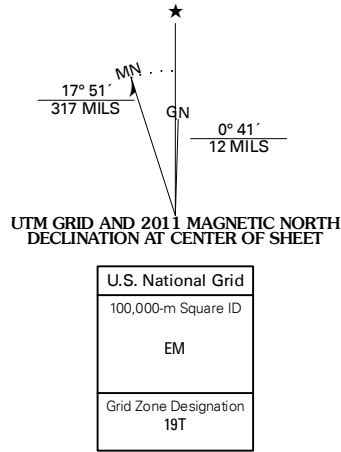 ★
MN
17° 51´
317 MILS
GN
0° 41´
12 MILS
UTM GRID AND 2011 MAGNETIC NORTH
DECLINATION AT CENTER OF SHEET
U.S. National Grid
100,000-m Square ID
EM
Grid Zone Designation
19T